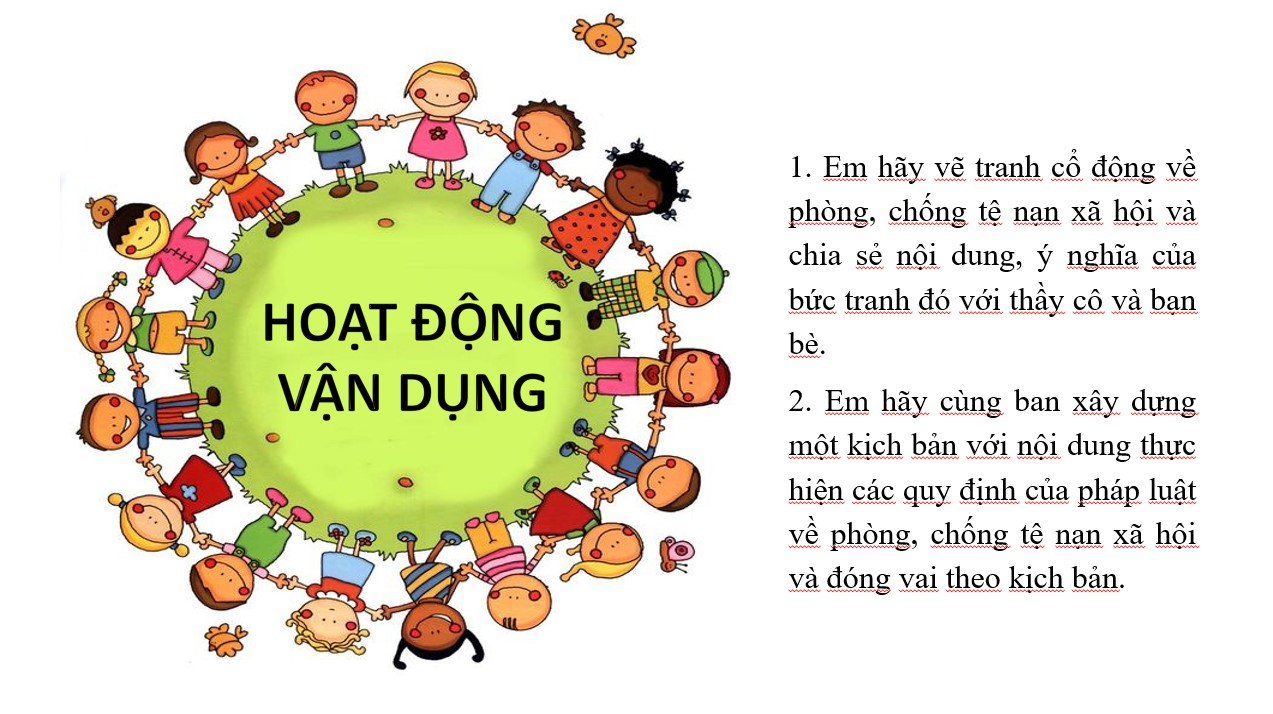 HOẠT ĐỘNG
VẬN DỤNG
1. Em hãy vẽ tranh cổ động về
phòng, chống tệ nạn xã hội và
chia sẻ nội dung, ý nghĩa của
bức tranh đó với thầy cô và bạn
bè.
2. Em hãy cùng ban xây dựng
một kịch bản với nội dung thực
hiện các quy định của pháp luật
về phòng, chống tệ nạn xã hội
và đóng vai theo kịch bản.